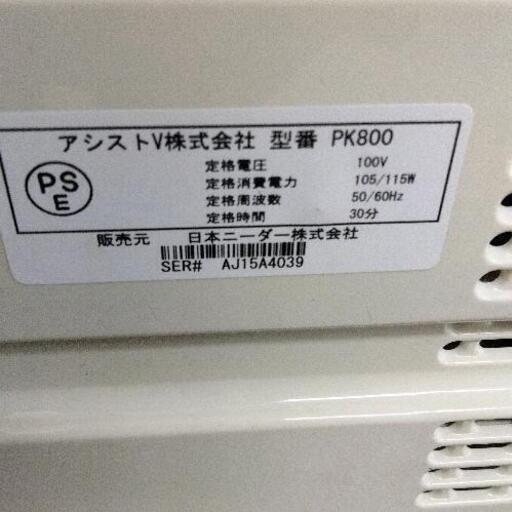 アシストV株式会社 型番 PK800
PS
E
定格電圧 100V
定格消費電力 105/115W
定格周波数 50/60Hz
定格時間 30分
販売元 日本ニーダー株式会社
SER# AJ15A4039